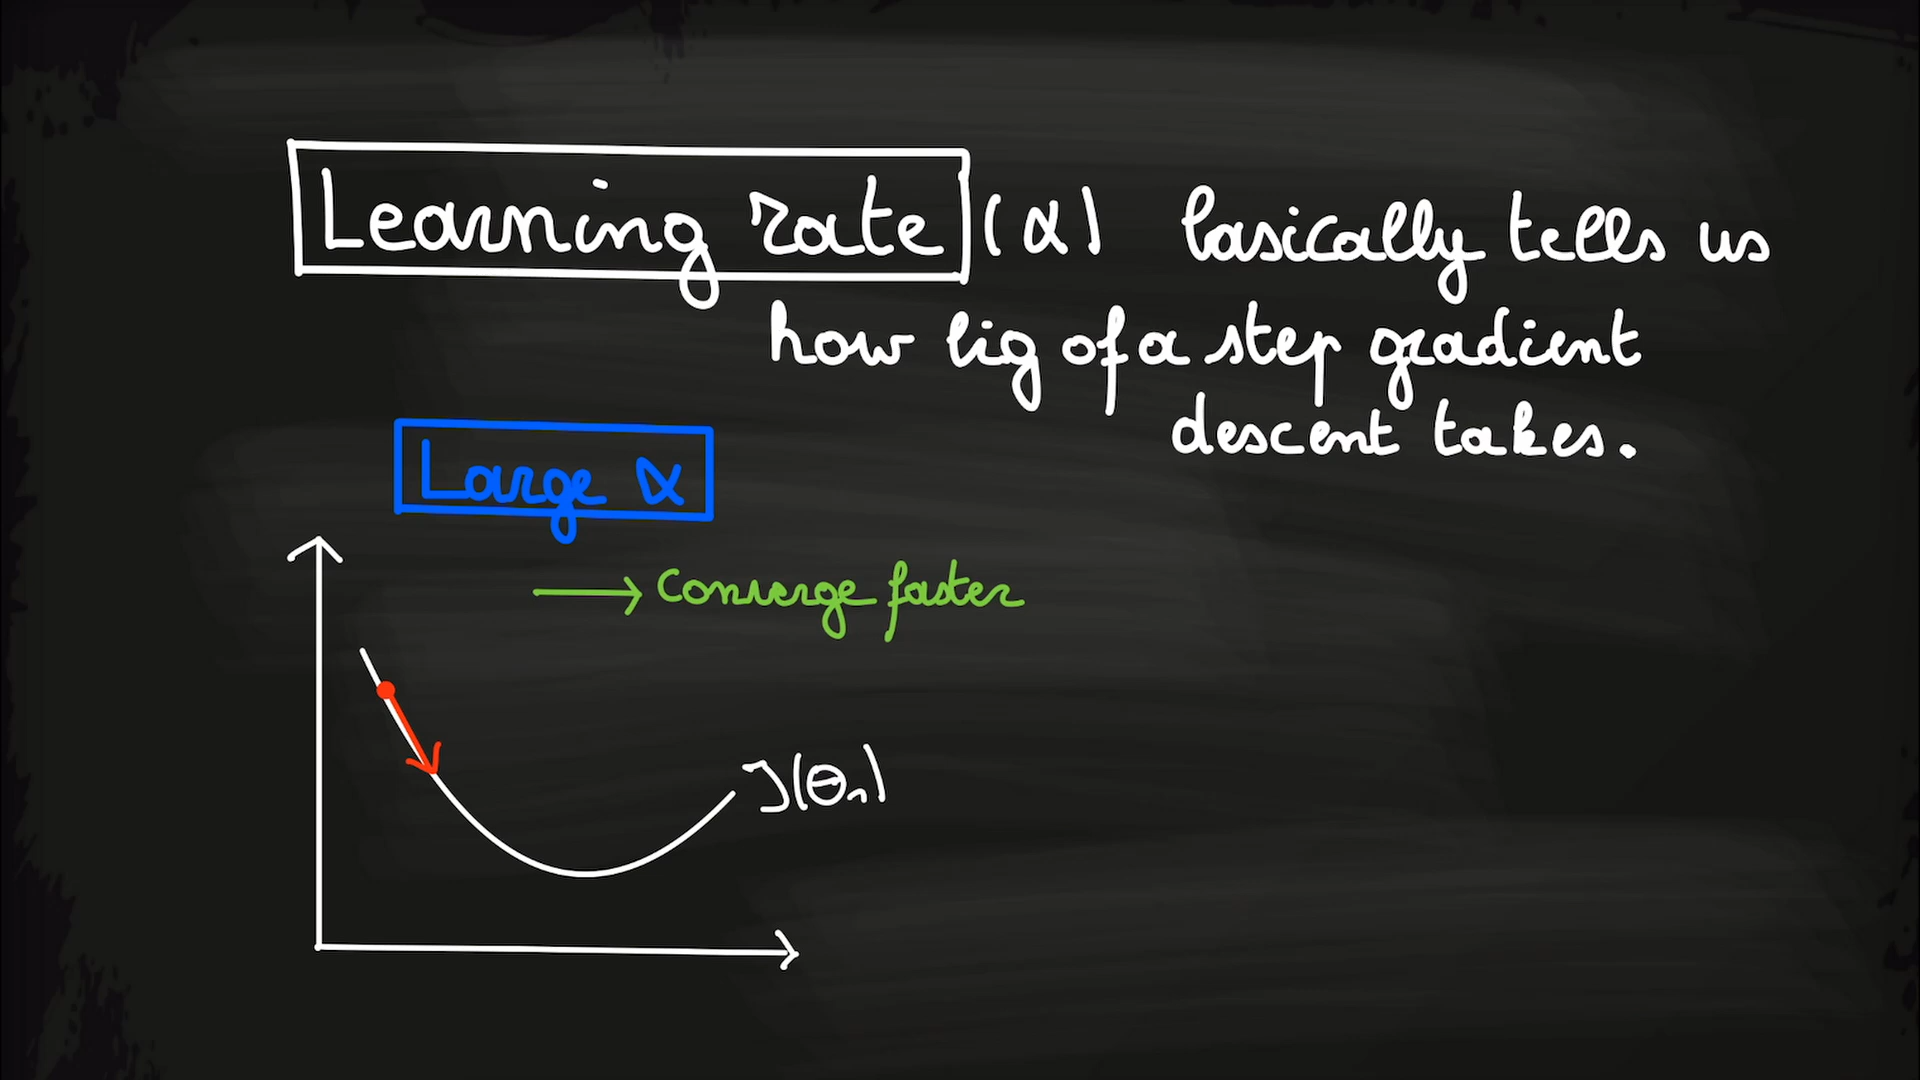 Learning rate (α) basically tells us
how big of a step gradient
descent takes.
Large α
→ Converge faster
J(θ₁)